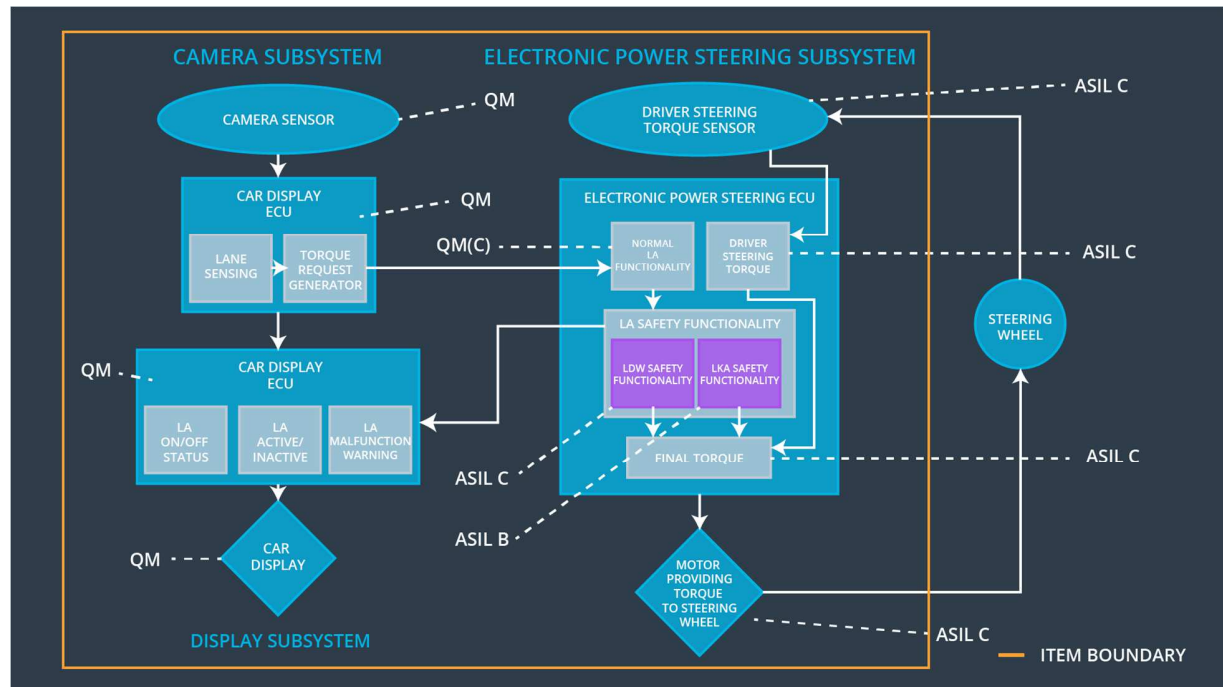 CAMERA SUBSYSTEM
ELECTRONIC POWER STEERING SUBSYSTEM
CAMERA SENSOR
QM
DRIVER STEERING
TORQUE SENSOR
ASIL C
CAR DISPLAY
ECU
QM
LANE
SENSING
TORQUE
REQUEST
GENERATOR
ELECTRONIC POWER STEERING ECU
QM(C)
NORMAL
LA
FUNCTIONALITY
DRIVER
STEERING
TORQUE
ASIL C
STEERING
WHEEL
LA SAFETY FUNCTIONALITY
LDW SAFETY
FUNCTIONALITY
LKA SAFETY
FUNCTIONALITY
QM
CAR DISPLAY
ECU
LA
ON/OFF
STATUS
LA
ACTIVE/
INACTIVE
LA
MALFUNCTION
WARNING
ASIL C
FINAL TORQUE
ASIL C
ASIL B
QM
CAR
DISPLAY
MOTOR
PROVIDING
TORQUE
TO STEERING
WHEEL
ASIL C
DISPLAY SUBSYSTEM
ITEM BOUNDARY